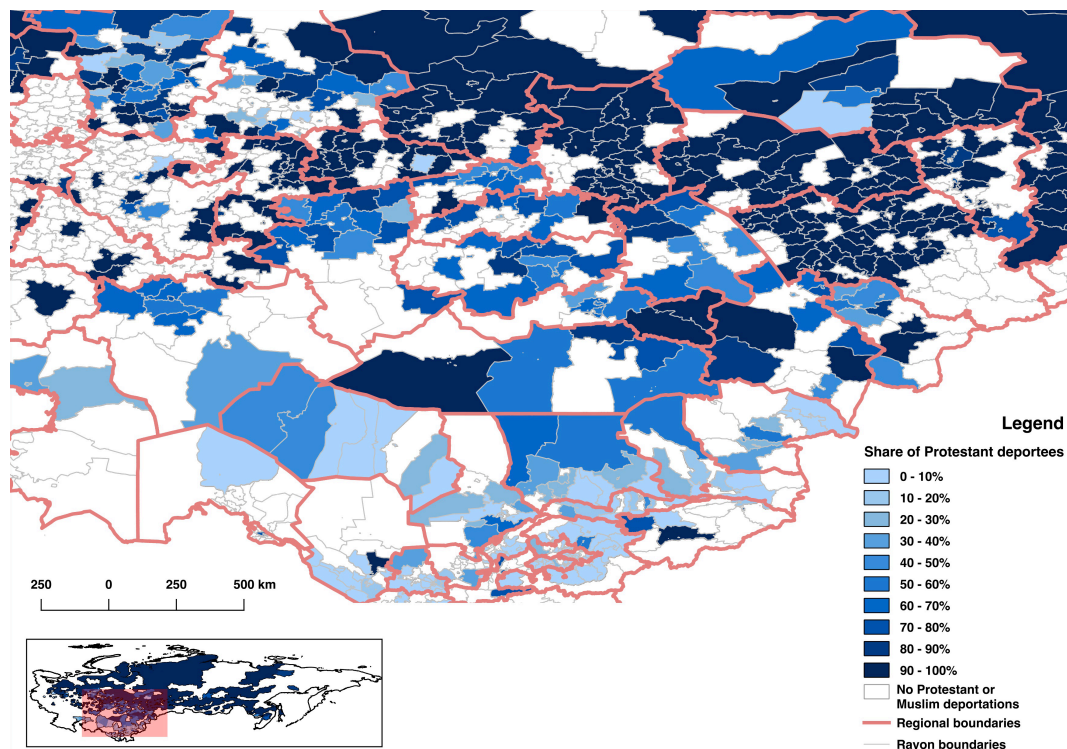 Legend
Share of Protestant deportees
0 - 10%
10 - 20%
20 - 30%
30 - 40%
40 - 50%
50 - 60%
60 - 70%
70 - 80%
80 - 90%
90 - 100%
No Protestant or
Muslim deportations
Regional boundaries
Rayon boundaries
250 0 250 500 km